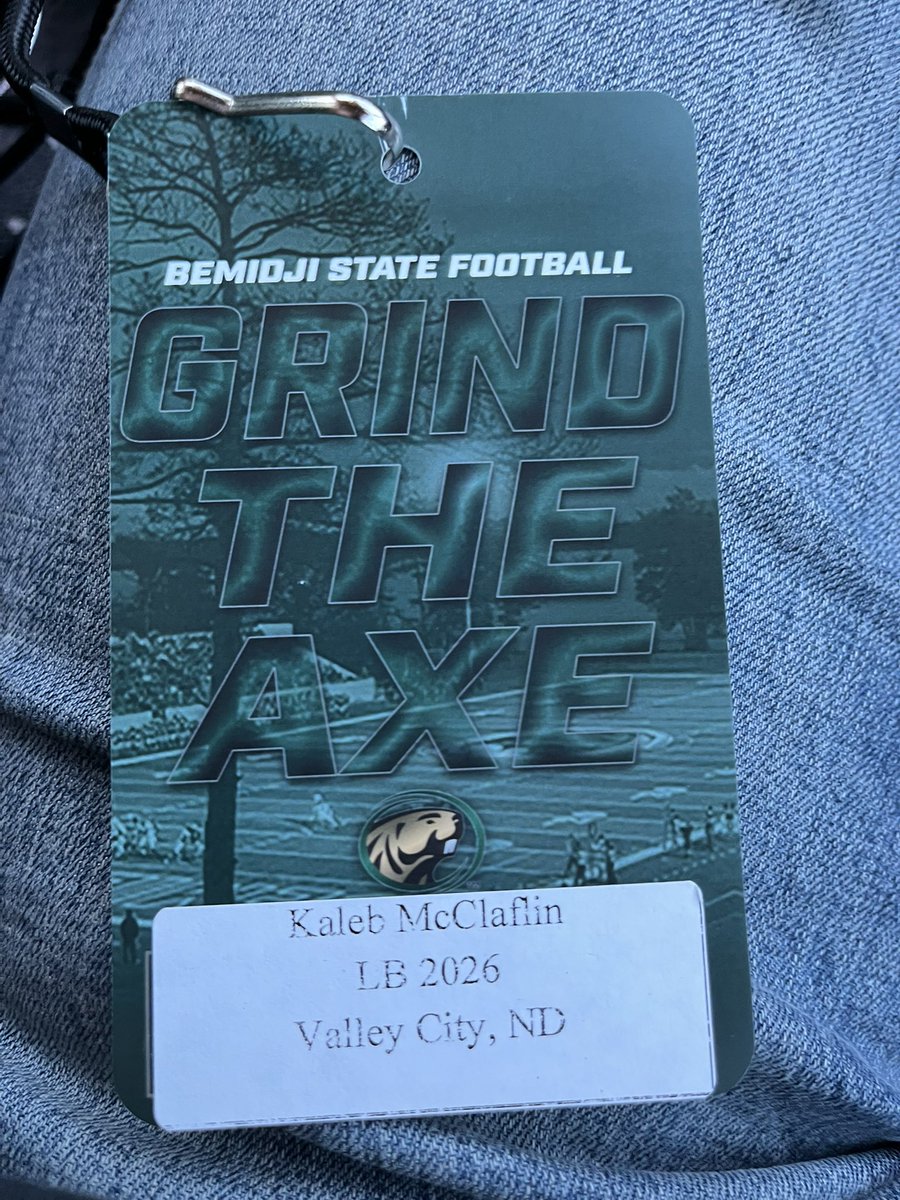 BEMIDJI STATE FOOTBALL
GRIND
THE
AXE
Kaleb McClaflin
LB 2026
Valley City, ND